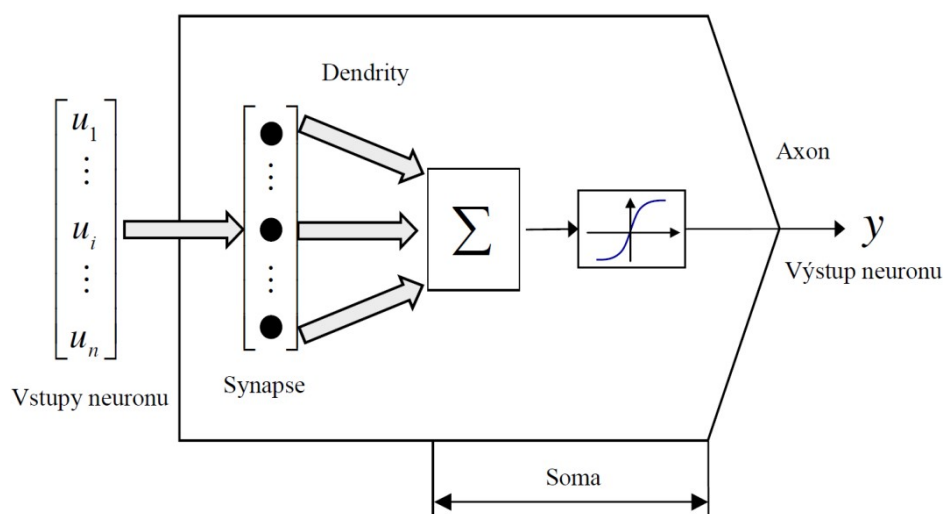 Dendrity
u1
⋮
ui
⋮
un
Vstupy neuronu
Synapse
Σ
Axon
y
Výstup neuronu
Soma